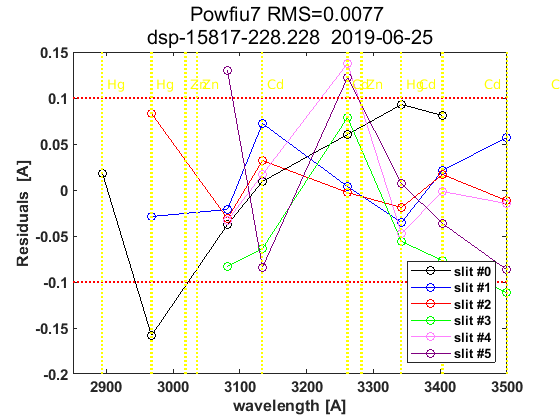 Powfiu7 RMS=0.0077
dsp-15817-228.228 2019-06-25
0.15
0.1
0.05
0
-0.05
-0.1
-0.15
-0.2
Residuals [A]
Hg Hg Zn Zn Cd Cd Zn Hg Cd Cd C
slit #0
slit #1
slit #2
slit #3
slit #4
slit #5
2900 3000 3100 3200 3300 3400 3500
wavelength [A]